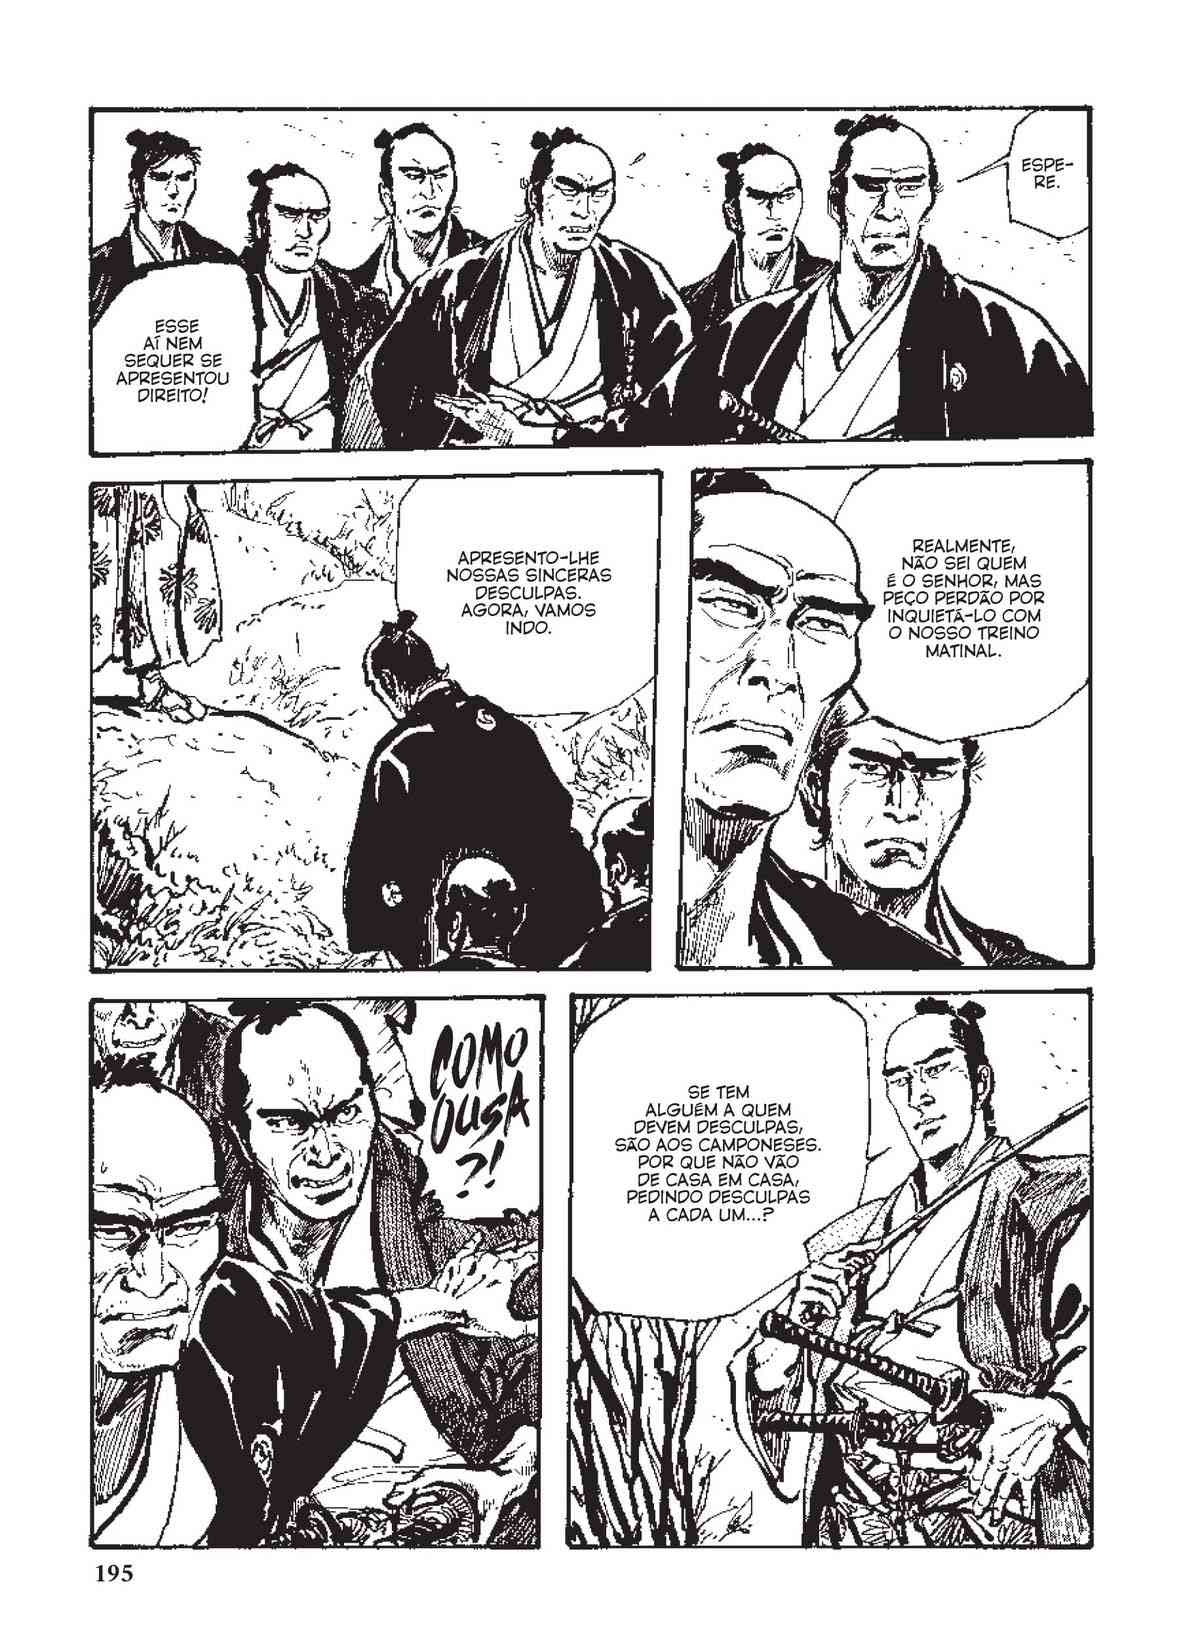 ESPE-
RE.
ESSE
AÍ NEM
SEQUER SE
APRESENTOU
DIREITO!
REALMENTE,
NÃO SEI QUEM
É O SENHOR, MAS
PEÇO PERDÃO POR
INQUIETÁ-LO COM
O NOSSO TREINO
MATINAL.
APRESENTO-LHE
NOSSAS SINCERAS
DESCULPAS.
AGORA, VAMOS
INDO.
SE TEM
ALGUÉM A QUEM
DEVEM DESCULPAS,
SÃO AOS CAMPONESES.
POR QUE NÃO VÃO
DE CASA EM CASA,
PEDINDO DESCULPAS
A CADA UM...?
COMO
OUSA
?!
195